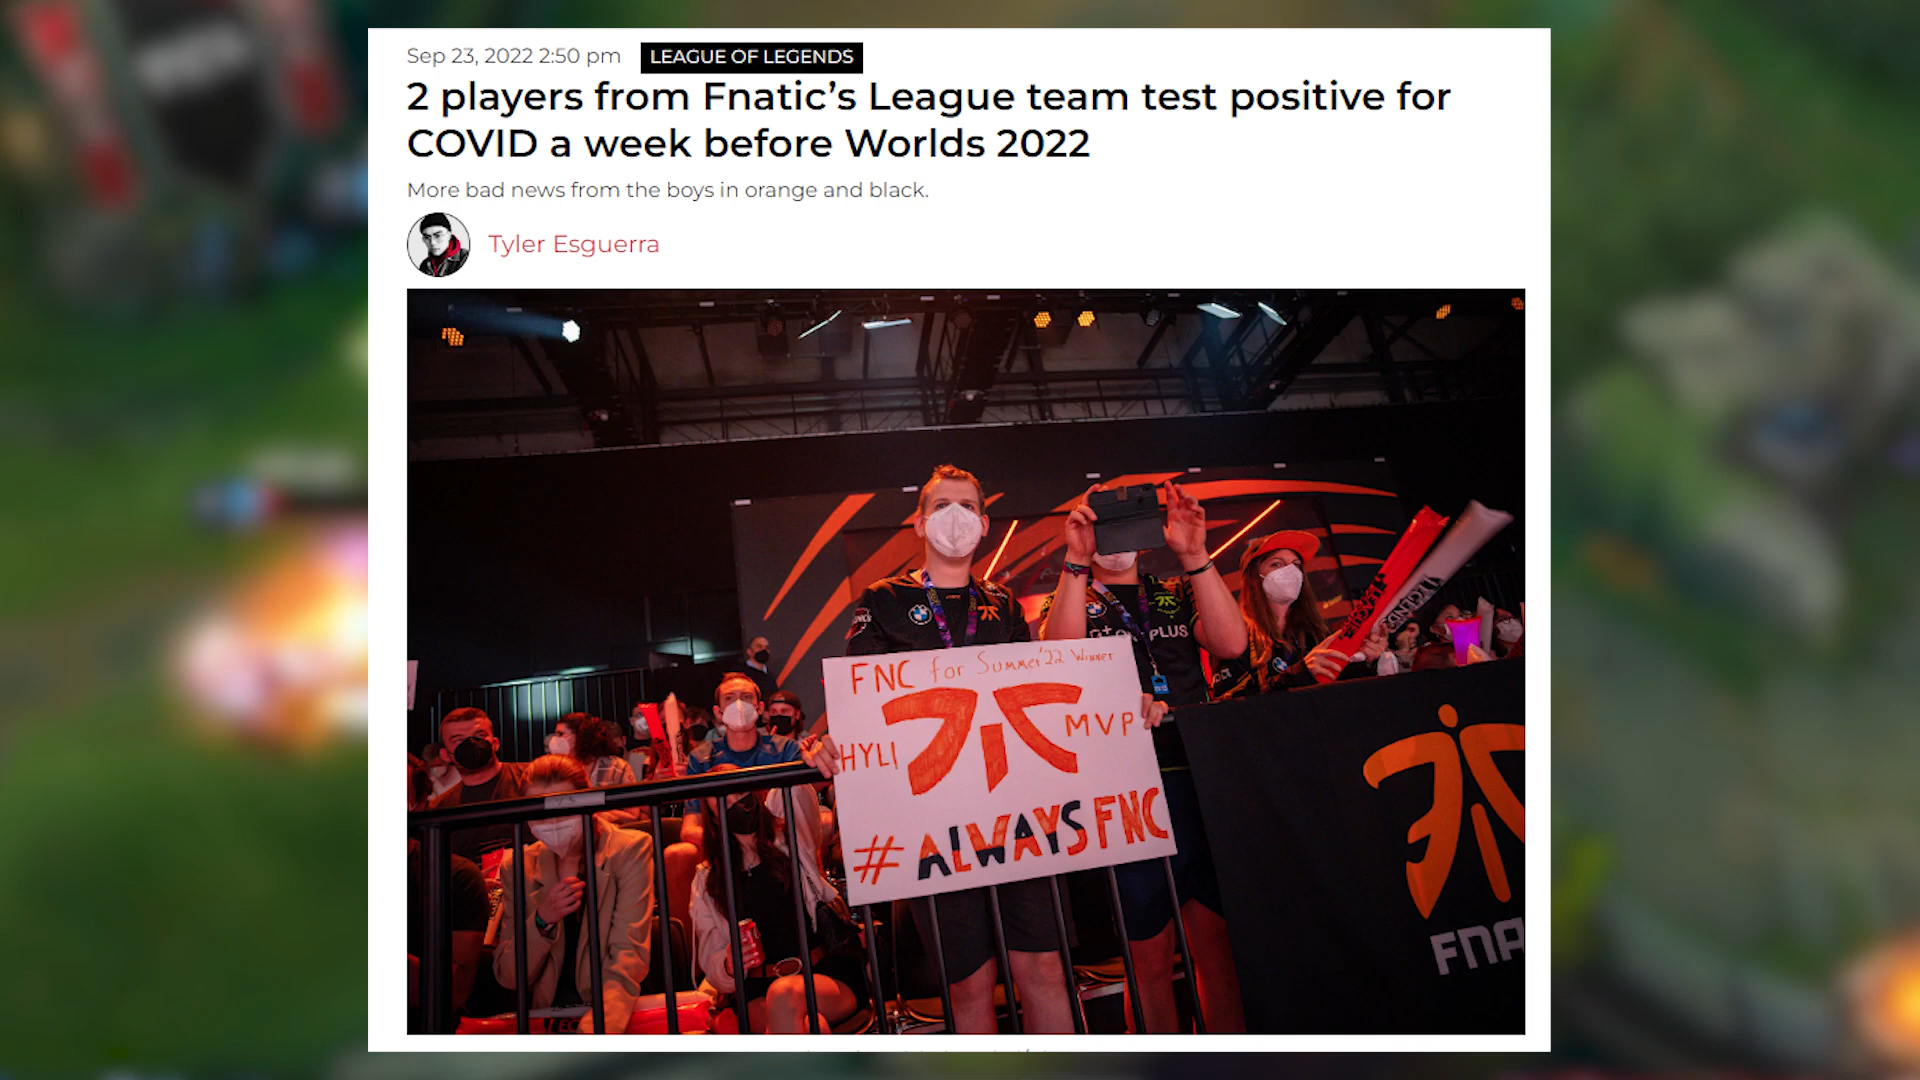 Sep 23, 2022 2:50 pm LEAGUE OF LEGENDS
2 players from Fnatic’s League team test positive for
COVID a week before Worlds 2022
More bad news from the boys in orange and black.
Tyler Esguerra
PLUS
FNC for Summer '22 Winner
HYLI MVP
#ALWAYSFNC
LEGENDS
FNA